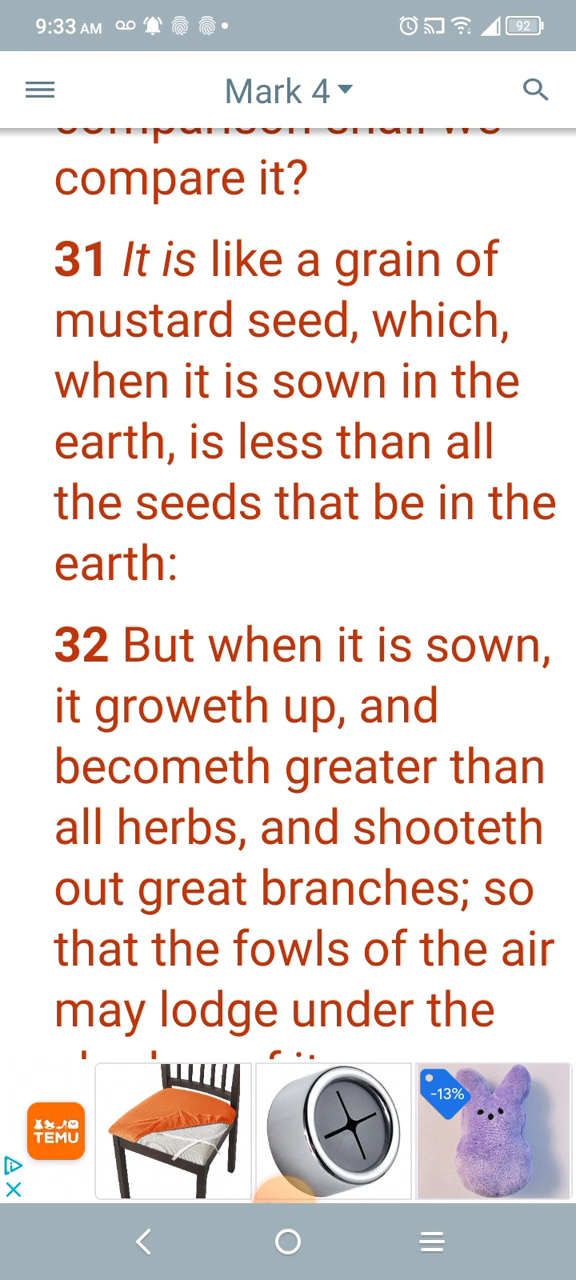 9:33 AM
92
Mark 4
compare it?
31 It is like a grain of
mustard seed, which,
when it is sown in the
earth, is less than all
the seeds that be in the
earth:
32 But when it is sown,
it groweth up, and
becometh greater than
all herbs, and shooteth
out great branches; so
that the fowls of the air
may lodge under the
TEMU
-13%